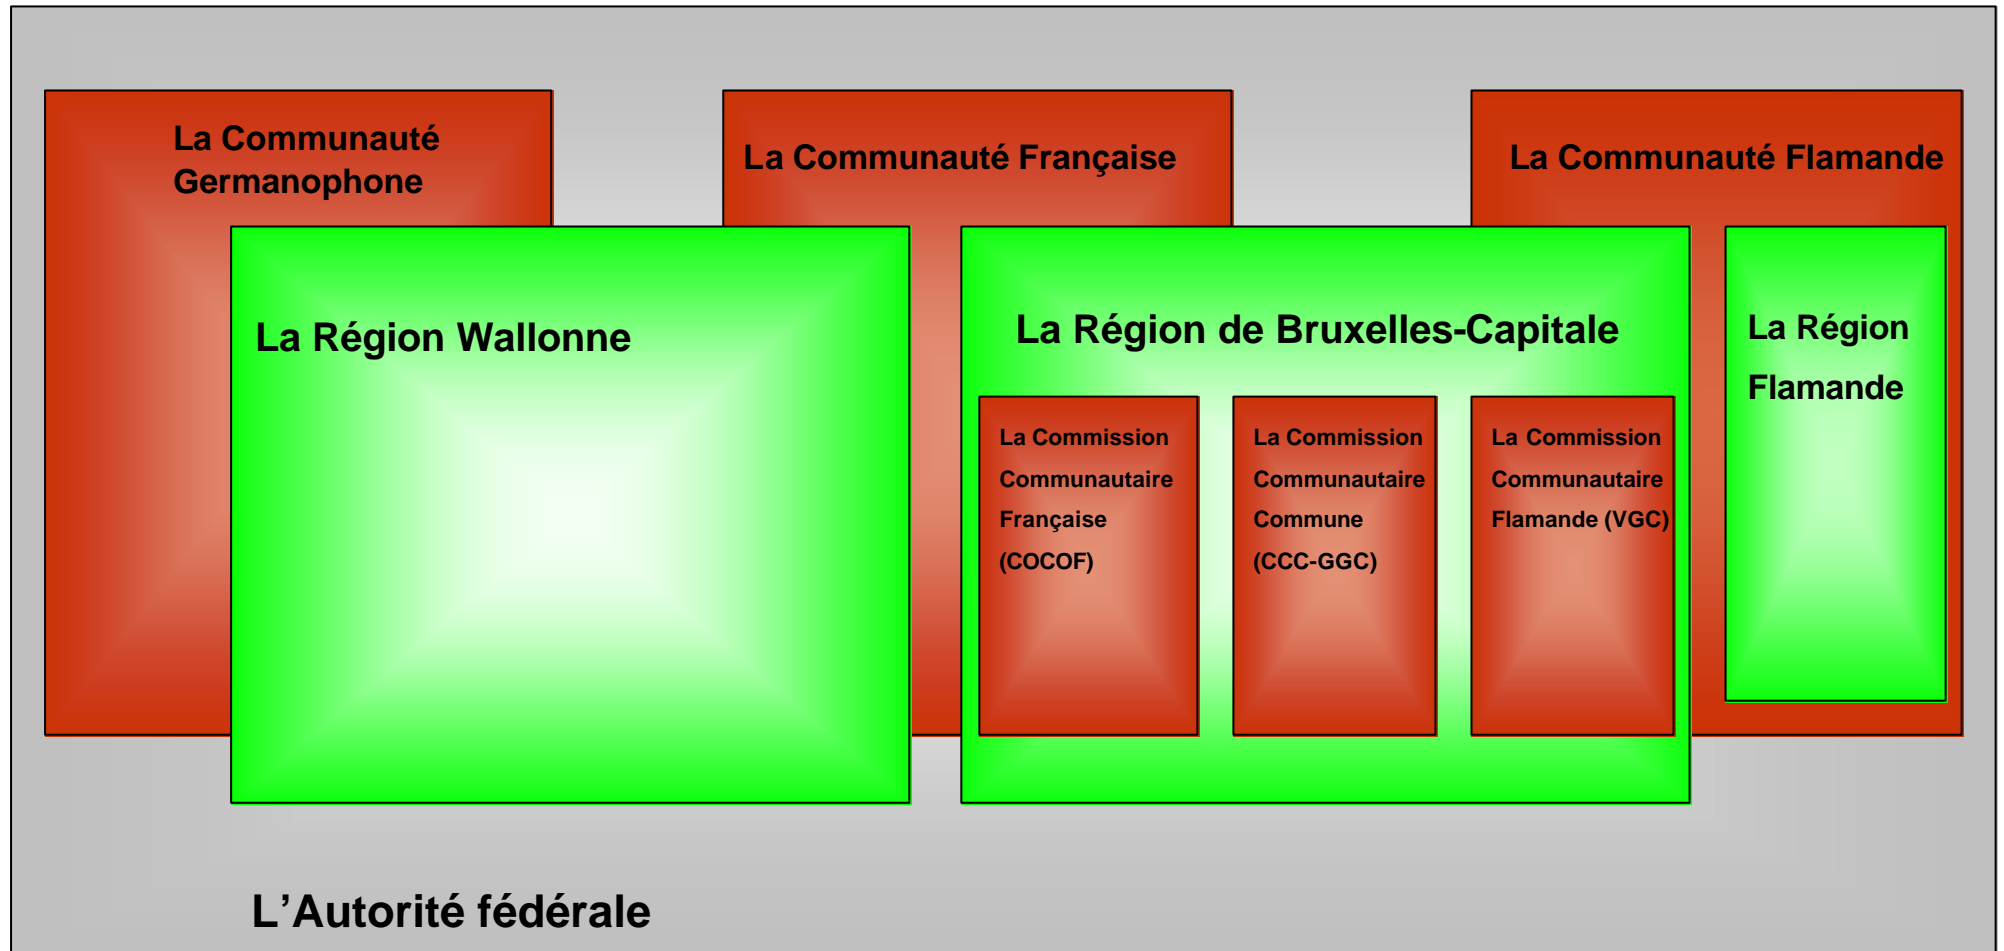 La Communauté
Germanophone
La Communauté Française
La Communauté Flamande
La Région Wallonne
La Région de Bruxelles-Capitale
La Région
Flamande
La Commission
Communautaire
Française
(COCOF)
La Commission
Communautaire
Commune
(CCC-GGC)
La Commission
Communautaire
Flamande (VGC)
L’Autorité fédérale